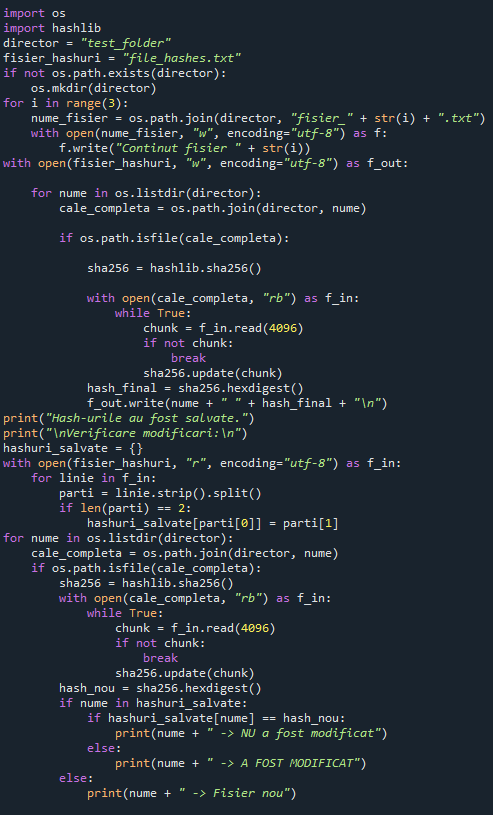 import os
import hashlib
director = "test_folder"
fisier_hashuri = "file_hashes.txt"
if not os.path.exists(director):
    os.mkdir(director)
for i in range(3):
    nume_fisier = os.path.join(director, "fisier_" + str(i) + ".txt")
    with open(nume_fisier, "w", encoding="utf-8") as f:
        f.write("Continut fisier " + str(i))
with open(fisier_hashuri, "w", encoding="utf-8") as f_out:
    for nume in os.listdir(director):
        cale_completa = os.path.join(director, nume)
        if os.path.isfile(cale_completa):
            sha256 = hashlib.sha256()
            with open(cale_completa, "rb") as f_in:
                while True:
                    chunk = f_in.read(4096)
                    if not chunk:
                        break
                    sha256.update(chunk)
            hash_final = sha256.hexdigest()
            f_out.write(nume + " " + hash_final + "\n")
print("Hash-urile au fost salvate.")
print("\nVerificare modificari:\n")
hashuri_salvate = {}
with open(fisier_hashuri, "r", encoding="utf-8") as f_in:
    for linie in f_in:
        parti = linie.strip().split()
        if len(parti) == 2:
            hashuri_salvate[parti[0]] = parti[1]
for nume in os.listdir(director):
    cale_completa = os.path.join(director, nume)
    if os.path.isfile(cale_completa):
        sha256 = hashlib.sha256()
        with open(cale_completa, "rb") as f_in:
            while True:
                chunk = f_in.read(4096)
                if not chunk:
                    break
                sha256.update(chunk)
        hash_nou = sha256.hexdigest()
        if nume in hashuri_salvate:
            if hashuri_salvate[nume] == hash_nou:
                print(nume + " -> NU a fost modificat")
            else:
                print(nume + " -> A FOST MODIFICAT")
        else:
            print(nume + " -> Fisier nou")